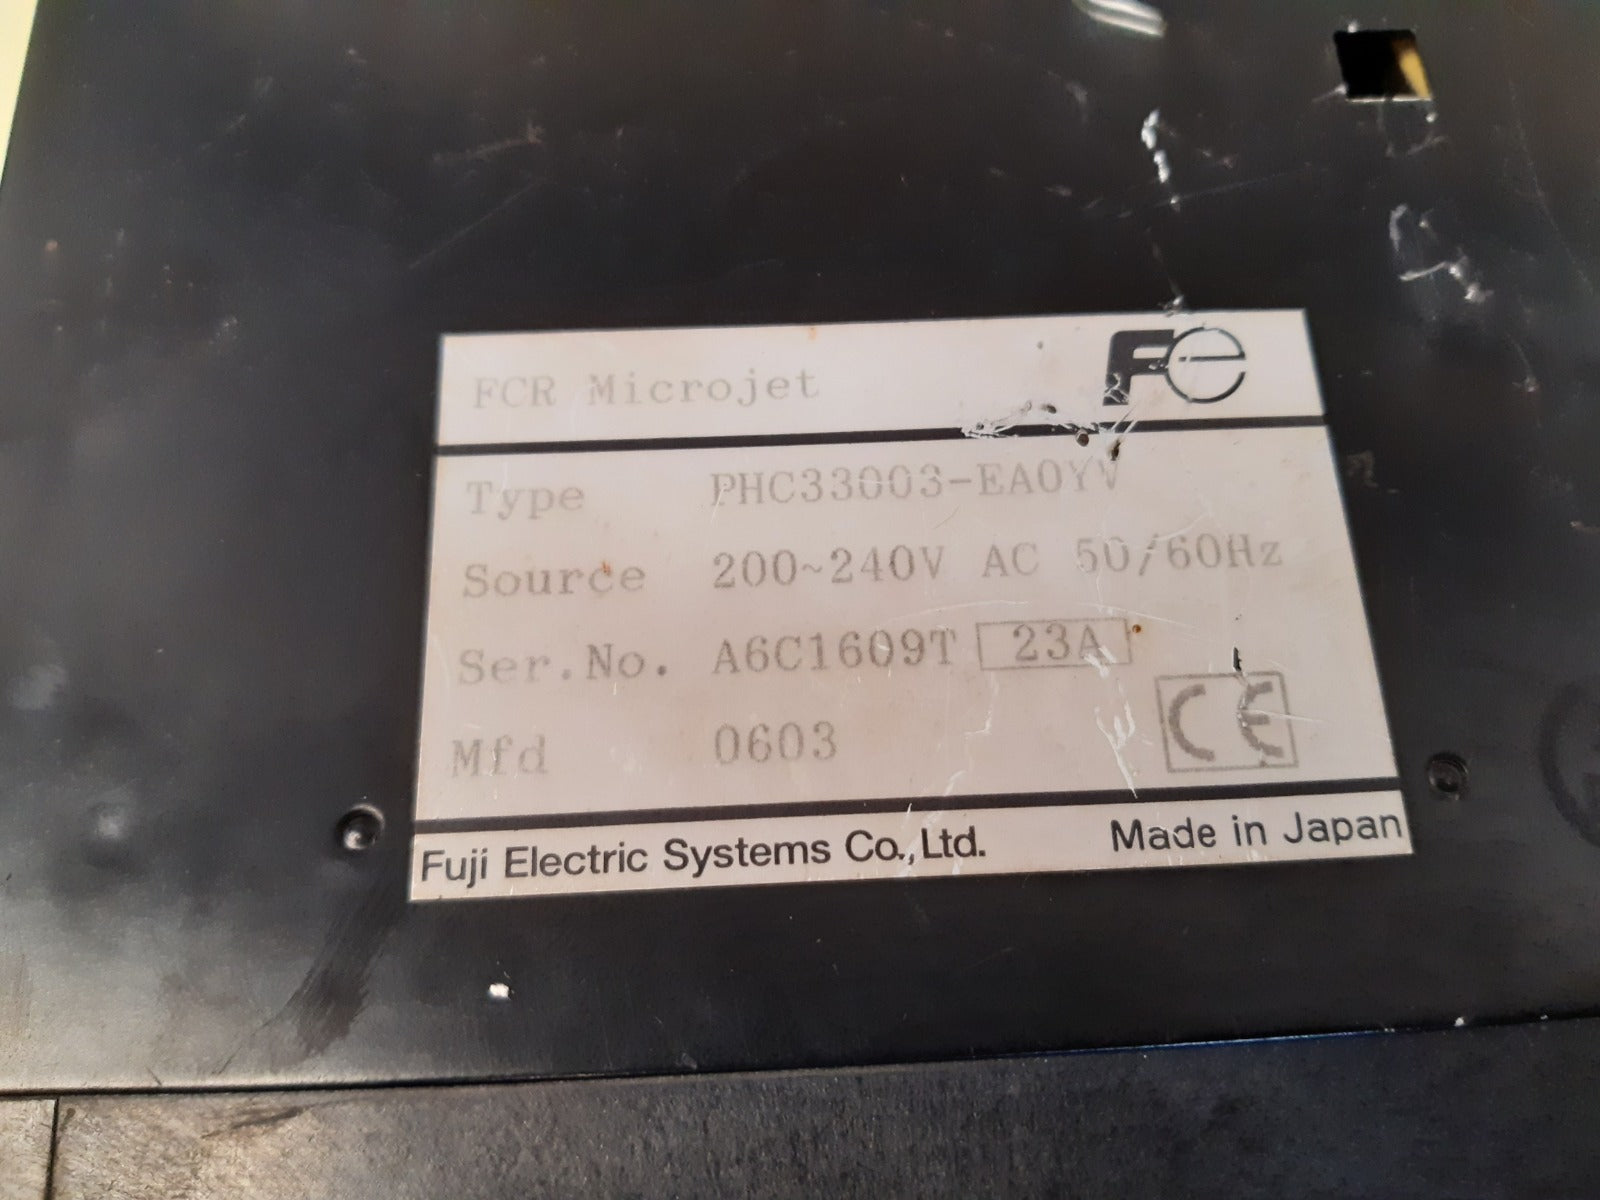 FCR Microjet
Fe
Type PHC33003-EA0YV
Source 200~240V AC 50/60Hz
Ser.No. A6C1609T 23A
Mfd 0603
CE
Fuji Electric Systems Co.,Ltd. Made in Japan